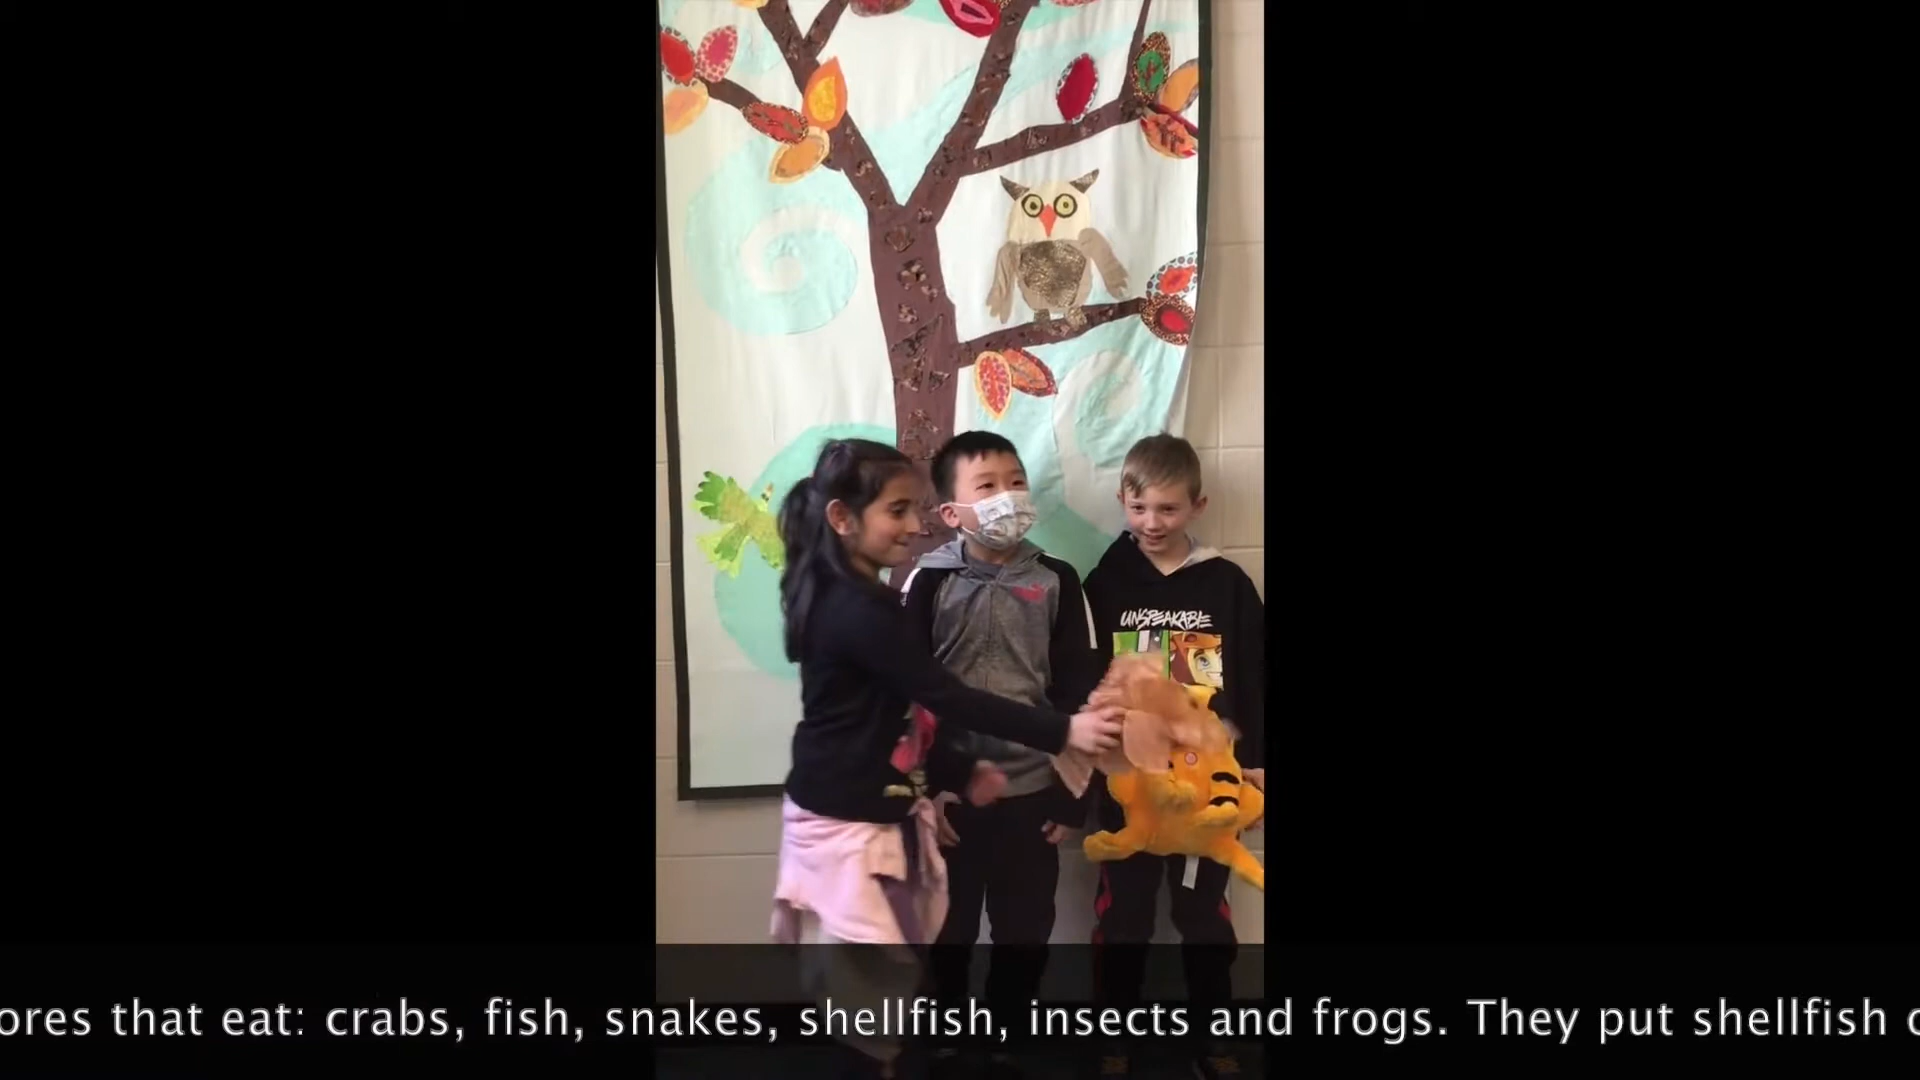 UNSPEAKABLE
ores that eat: crabs, fish, snakes, shellfish, insects and frogs. They put shellfish